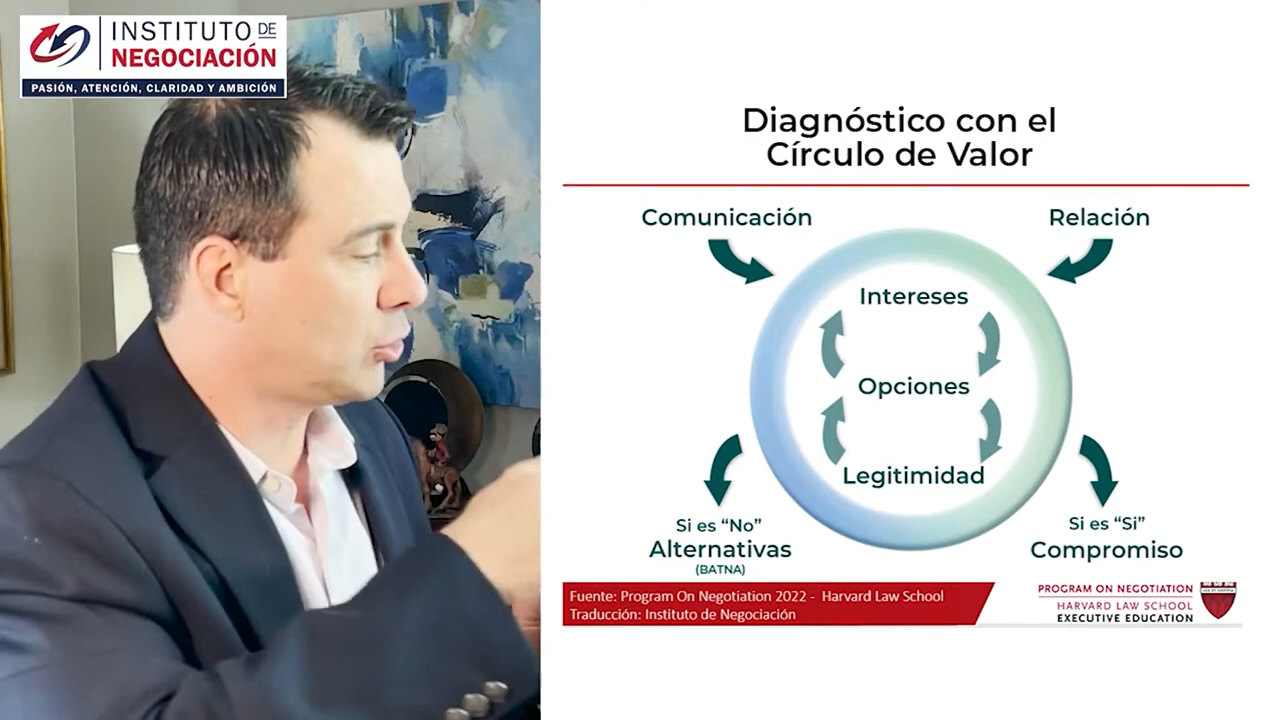 INSTITUTO DE
NEGOCIACIÓN
PASIÓN, ATENCIÓN, CLARIDAD Y AMBICIÓN
Diagnóstico con el
Círculo de Valor
Comunicación
Relación
Intereses
Opciones
Legitimidad
Si es “No”
Alternativas
(BATNA)
Si es “Si”
Compromiso
Fuente: Program On Negotiation 2022 - Harvard Law School
Traducción: Instituto de Negociación
PROGRAM ON NEGOTIATION
HARVARD LAW SCHOOL
EXECUTIVE EDUCATION